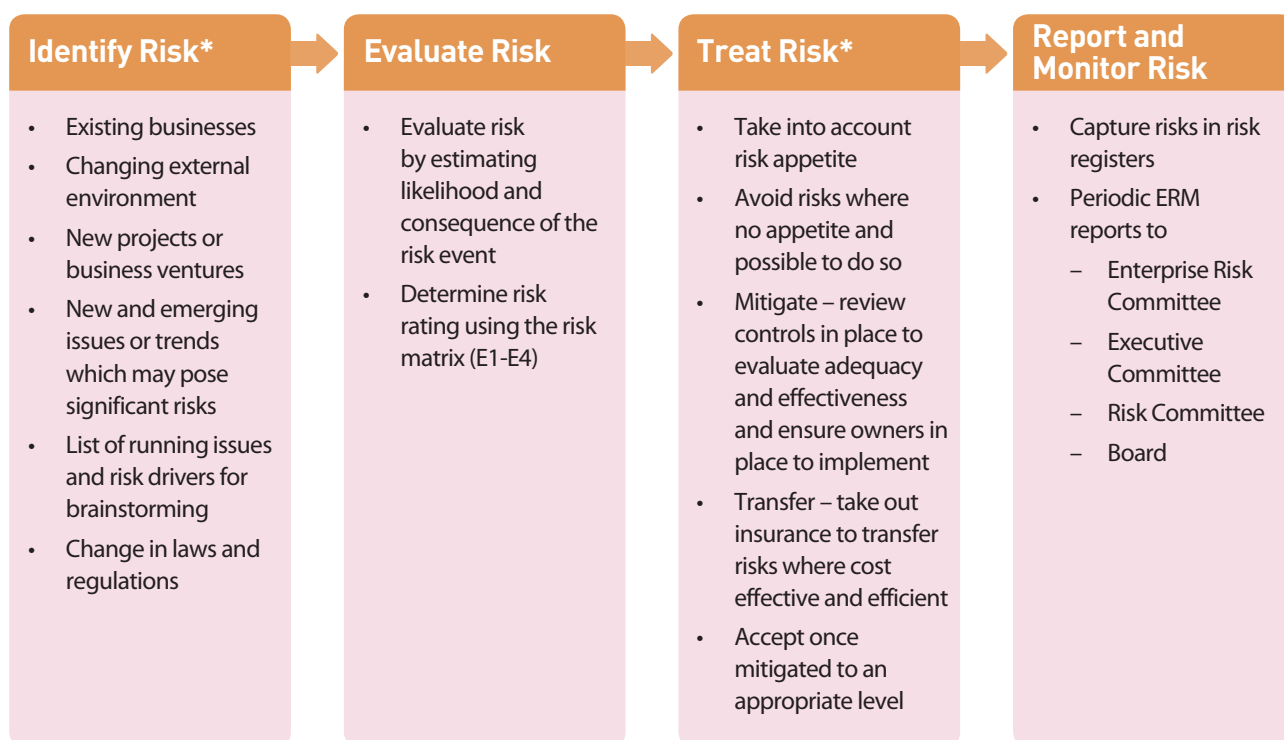 Identify Risk*
• Existing businesses
• Changing external
environment
• New projects or
business ventures
• New and emerging
issues or trends
which may pose
significant risks
• List of running issues
and risk drivers for
brainstorming
• Change in laws and
regulations
Evaluate Risk
• Evaluate risk
by estimating
likelihood and
consequence of the
risk event
• Determine risk
rating using the risk
matrix (E1-E4)
Treat Risk*
• Take into account
risk appetite
• Avoid risks where
no appetite and
possible to do so
• Mitigate – review
controls in place to
evaluate adequacy
and effectiveness
and ensure owners in
place to implement
• Transfer – take out
insurance to transfer
risks where cost
effective and efficient
• Accept once
mitigated to an
appropriate level
Report and
Monitor Risk
• Capture risks in risk
registers
• Periodic ERM
reports to
– Enterprise Risk
Committee
– Executive
Committee
– Risk Committee
– Board